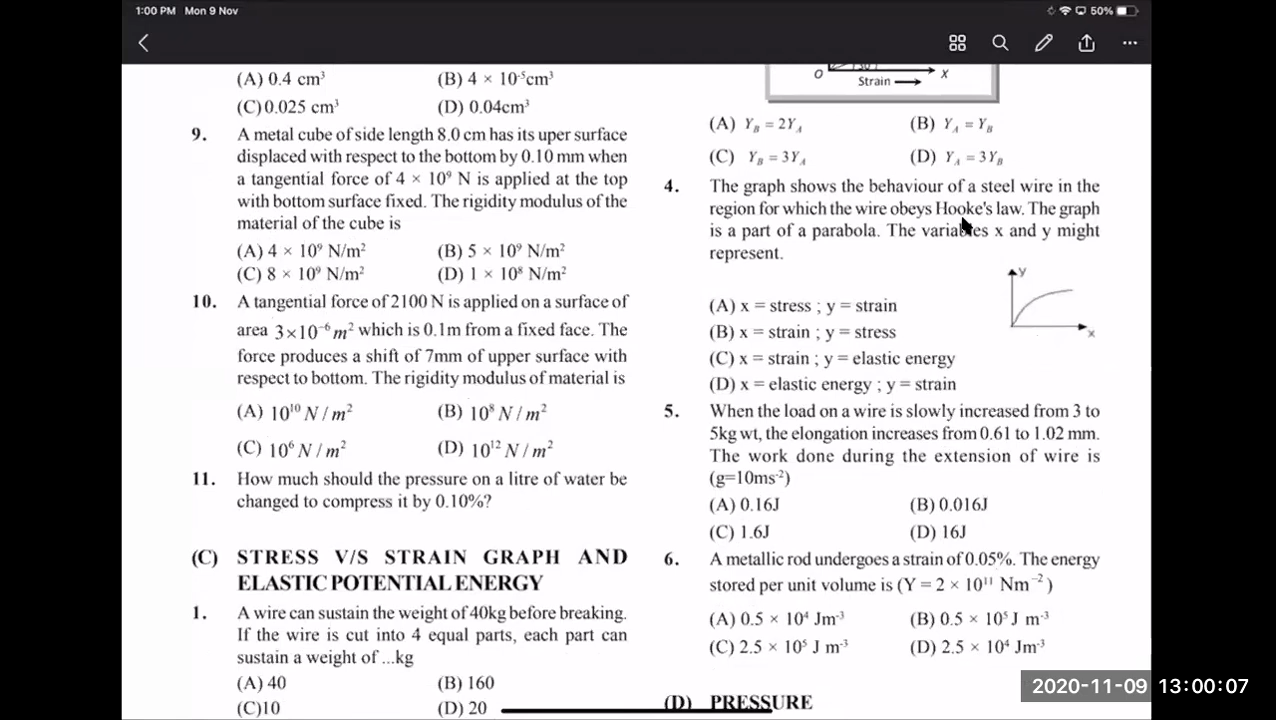 1:00 PM Mon 9 Nov
50%
(A) 0.4 cm³ (B) 4 × 10⁻⁵cm³
(C) 0.025 cm³ (D) 0.04cm³
9. A metal cube of side length 8.0 cm has its uper surface
displaced with respect to the bottom by 0.10 mm when
a tangential force of 4 × 10⁹ N is applied at the top
with bottom surface fixed. The rigidity modulus of the
material of the cube is
(A) 4 × 10⁹ N/m² (B) 5 × 10⁹ N/m²
(C) 8 × 10⁹ N/m² (D) 1 × 10⁸ N/m²
10. A tangential force of 2100 N is applied on a surface of
area 3×10⁻⁶ m² which is 0.1m from a fixed face. The
force produces a shift of 7mm of upper surface with
respect to bottom. The rigidity modulus of material is
(A) 10¹⁰ N / m² (B) 10⁸ N / m²
(C) 10⁶ N / m² (D) 10¹² N / m²
11. How much should the pressure on a litre of water be
changed to compress it by 0.10%?
(C) STRESS V/S STRAIN GRAPH AND
ELASTIC POTENTIAL ENERGY
1. A wire can sustain the weight of 40kg before breaking.
If the wire is cut into 4 equal parts, each part can
sustain a weight of ...kg
(A) 40 (B) 160
(C)10 (D) 20
O X
Strain
(A) Y_B = 2Y_A (B) Y_A = Y_B
(C) Y_B = 3Y_A (D) Y_A = 3Y_B
4. The graph shows the behaviour of a steel wire in the
region for which the wire obeys Hooke's law. The graph
is a part of a parabola. The variables x and y might
represent.
y
x
(A) x = stress ; y = strain
(B) x = strain ; y = stress
(C) x = strain ; y = elastic energy
(D) x = elastic energy ; y = strain
5. When the load on a wire is slowly increased from 3 to
5kg wt, the elongation increases from 0.61 to 1.02 mm.
The work done during the extension of wire is
(g=10ms⁻²)
(A) 0.16J (B) 0.016J
(C) 1.6J (D) 16J
6. A metallic rod undergoes a strain of 0.05%. The energy
stored per unit volume is (Y = 2 × 10¹¹ Nm⁻²)
(A) 0.5 × 10⁴ Jm⁻³ (B) 0.5 × 10⁵ J m⁻³
(C) 2.5 × 10⁵ J m⁻³ (D) 2.5 × 10⁴ Jm⁻³
(D) PRESSURE
2020-11-09 13:00:07